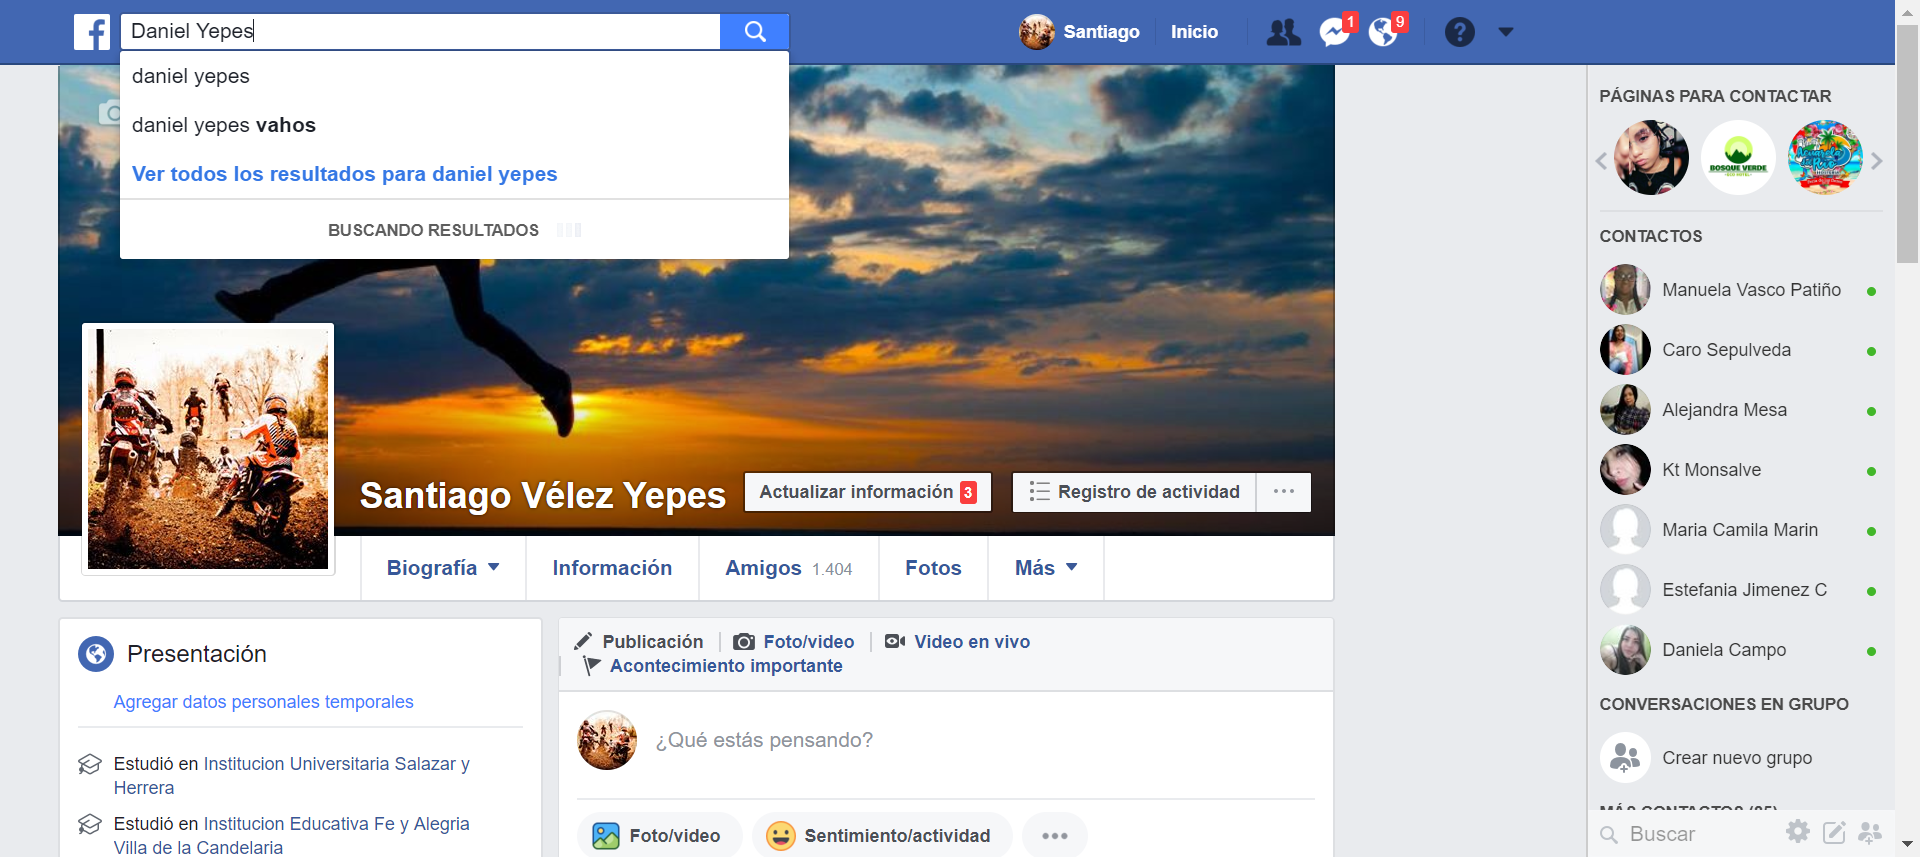 Daniel Yepes
Santiago
Inicio
1
9
daniel yepes
daniel yepes vahos
Ver todos los resultados para daniel yepes
BUSCANDO RESULTADOS
Santiago Vélez Yepes
Actualizar información 3
Registro de actividad
Biografía
Información
Amigos 1.404
Fotos
Más
Presentación
Agregar datos personales temporales
Estudió en Institucion Universitaria Salazar y
Herrera
Estudió en Institucion Educativa Fe y Alegria
Villa de la Candelaria
Publicación
Foto/video
Video en vivo
Acontecimiento importante
¿Qué estás pensando?
Foto/video
Sentimiento/actividad
PÁGINAS PARA CONTACTAR
BOSQUE VERDE
CONTACTOS
Manuela Vasco Patiño
Caro Sepulveda
Alejandra Mesa
Kt Monsalve
Maria Camila Marin
Estefania Jimenez C
Daniela Campo
CONVERSACIONES EN GRUPO
Crear nuevo grupo
MÁS CONTACTOS (85)
Buscar